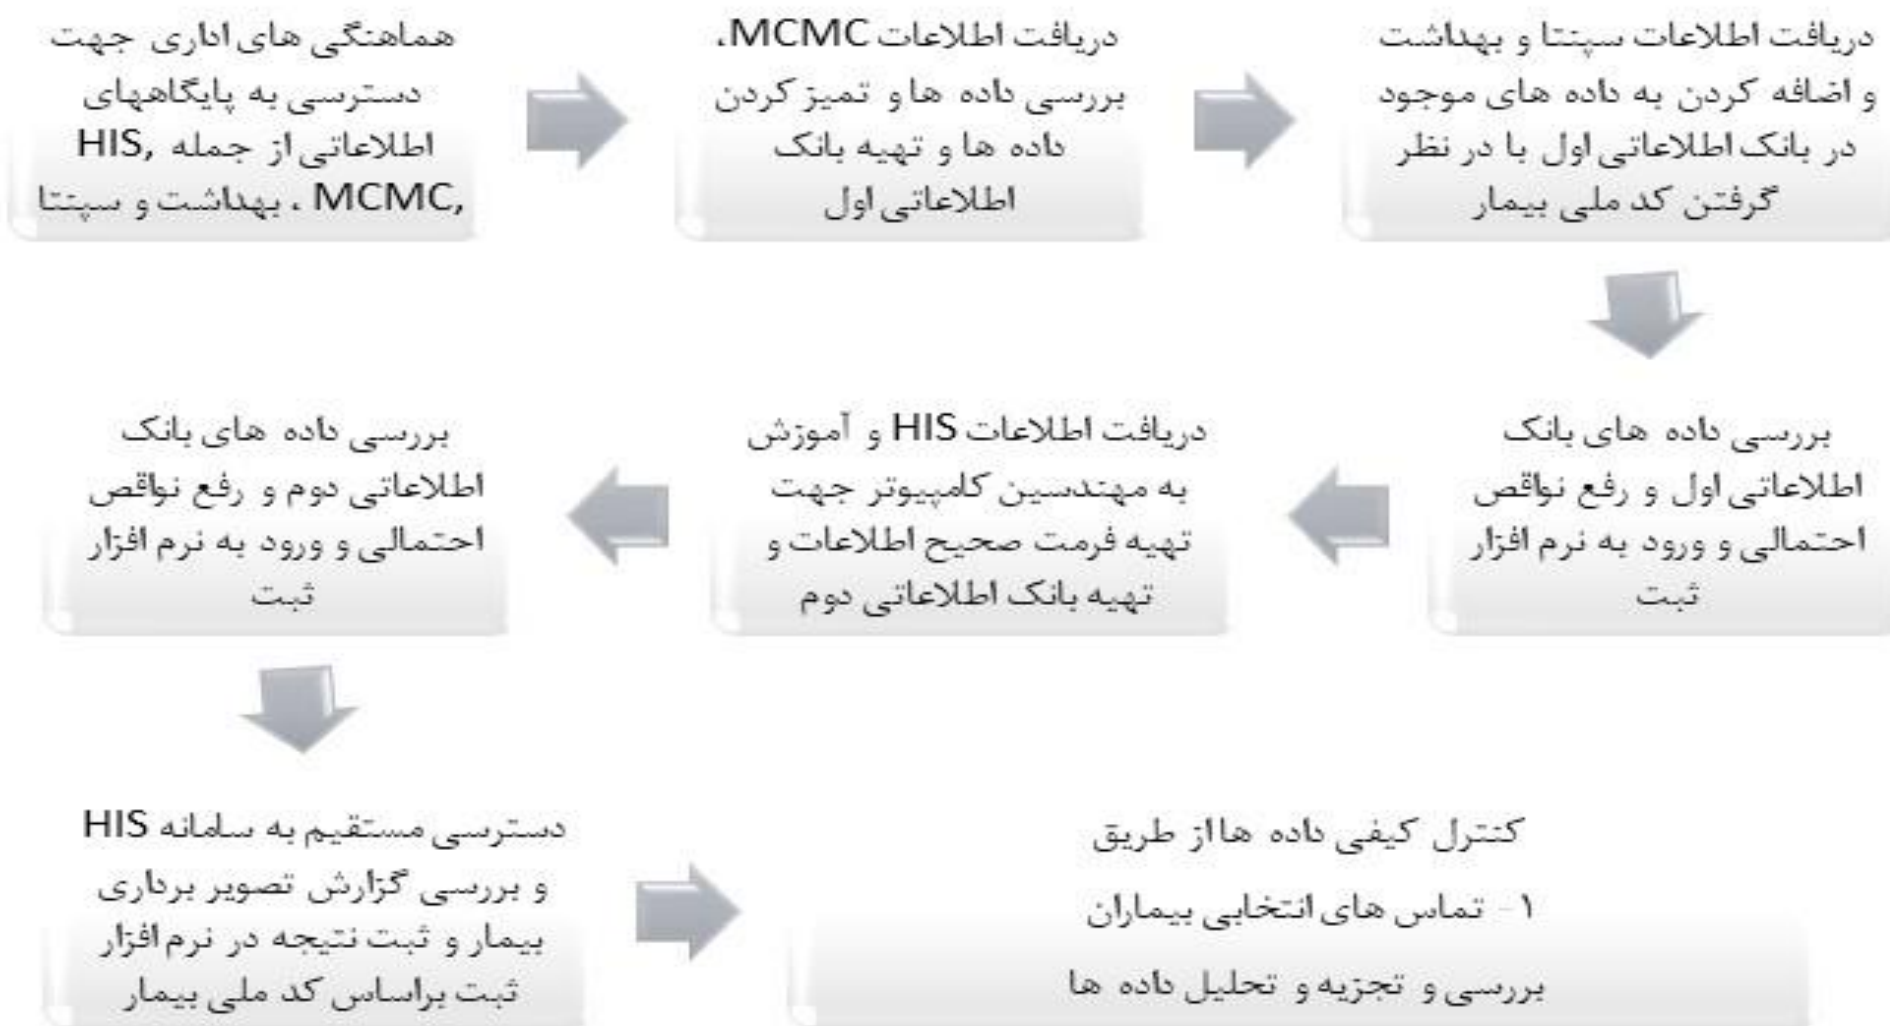 هماهنگی های اداری جهت
دسترسی به پایگاههای
اطلاعاتی از جمله HIS,
MCMC, ، بهداشت و سپنتا
دریافت اطلاعات MCMC،
بررسی داده ها و تمیز کردن
داده ها و تهیه بانک
اطلاعاتی اول
دریافت اطلاعات سپنتا و بهداشت
و اضافه کردن به داده های موجود
در بانک اطلاعاتی اول با در نظر
گرفتن کد ملی بیمار
بررسی داده های بانک
اطلاعاتی اول و رفع نواقص
احتمالی و ورود به نرم افزار
ثبت
دریافت اطلاعات HIS و آموزش
به مهندسین کامپیوتر جهت
تهیه فرمت صحیح اطلاعات و
تهیه بانک اطلاعاتی دوم
بررسی داده های بانک
اطلاعاتی دوم و رفع نواقص
احتمالی و ورود به نرم افزار
ثبت
دسترسی مستقیم به سامانه HIS
و بررسی گزارش تصویر برداری
بیمار و ثبت نتیجه در نرم افزار
ثبت براساس کد ملی بیمار
کنترل کیفی داده ها از طریق
۱- تماس های انتخابی بیماران
بررسی و تجزیه و تحلیل داده ها